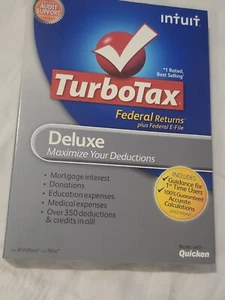 AUDIT
SUPPORT
INTUIT
#1 Rated,
Best Selling
TurboTax
Federal Returns
plus Federal E-File
Deluxe
Maximize Your Deductions
• Mortgage interest
• Donations
• Education expenses
• Medical expenses
• Over 350 deductions
& credits in all!
INCLUDES
✓ Guidance for
1st Time Users
✓ 100% Guaranteed
Accurate
Calculations
Works with
Quicken